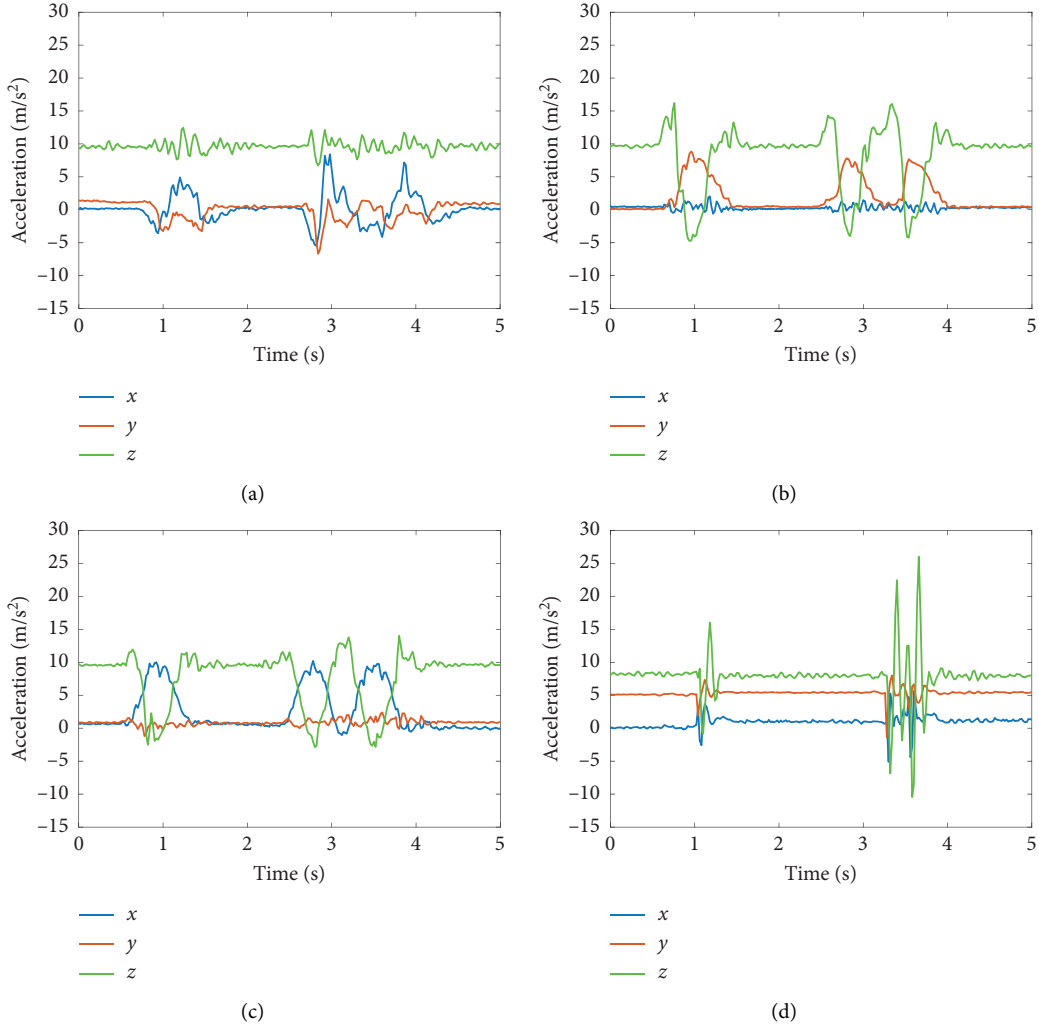 30
25
20
15
10
5
0
–5
–10
–15
Acceleration (m/s²)
0 1 2 3 4 5
Time (s)
x
y
z
(a)
30
25
20
15
10
5
0
–5
–10
–15
Acceleration (m/s²)
0 1 2 3 4 5
Time (s)
x
y
z
(b)
30
25
20
15
10
5
0
–5
–10
–15
Acceleration (m/s²)
0 1 2 3 4 5
Time (s)
x
y
z
(c)
30
25
20
15
10
5
0
–5
–10
–15
Acceleration (m/s²)
0 1 2 3 4 5
Time (s)
x
y
z
(d)